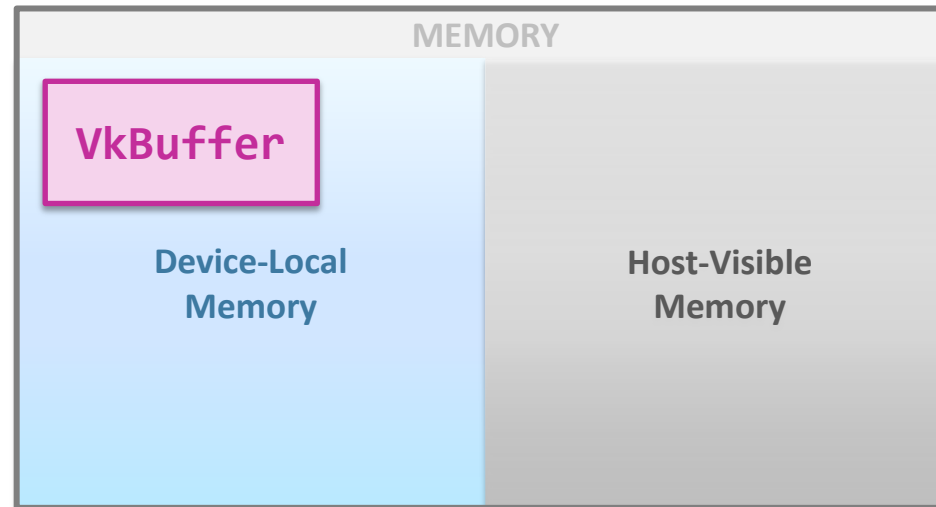 MEMORY
VkBuffer
Device-Local
Memory
Host-Visible
Memory